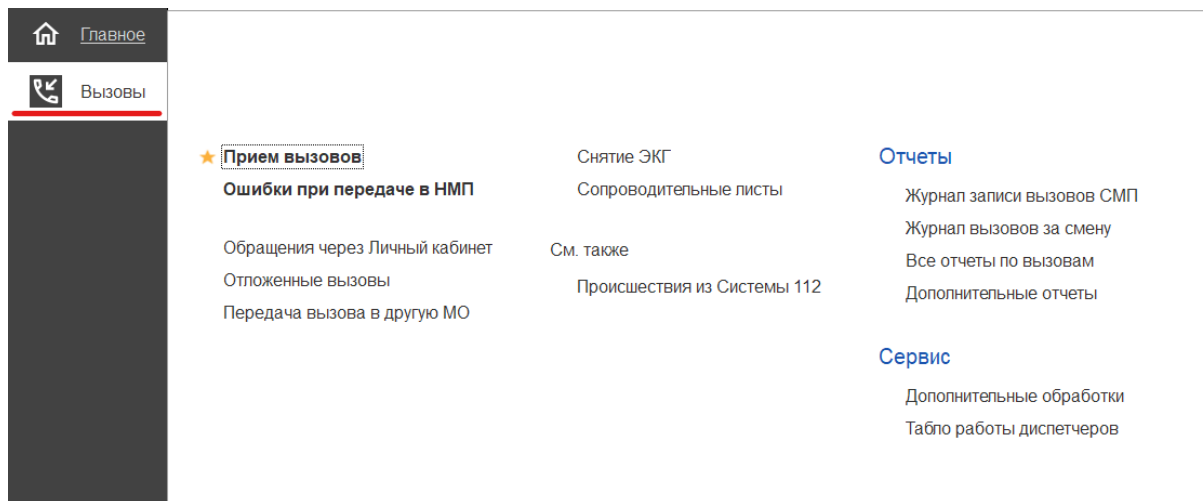 Главное
Вызовы
Прием вызовов
Ошибки при передаче в НМП
Обращения через Личный кабинет
Отложенные вызовы
Передача вызова в другую МО
Снятие ЭКГ
Сопроводительные листы
См. также
Происшествия из Системы 112
Отчеты
Журнал записи вызовов СМП
Журнал вызовов за смену
Все отчеты по вызовам
Дополнительные отчеты
Сервис
Дополнительные обработки
Табло работы диспетчеров